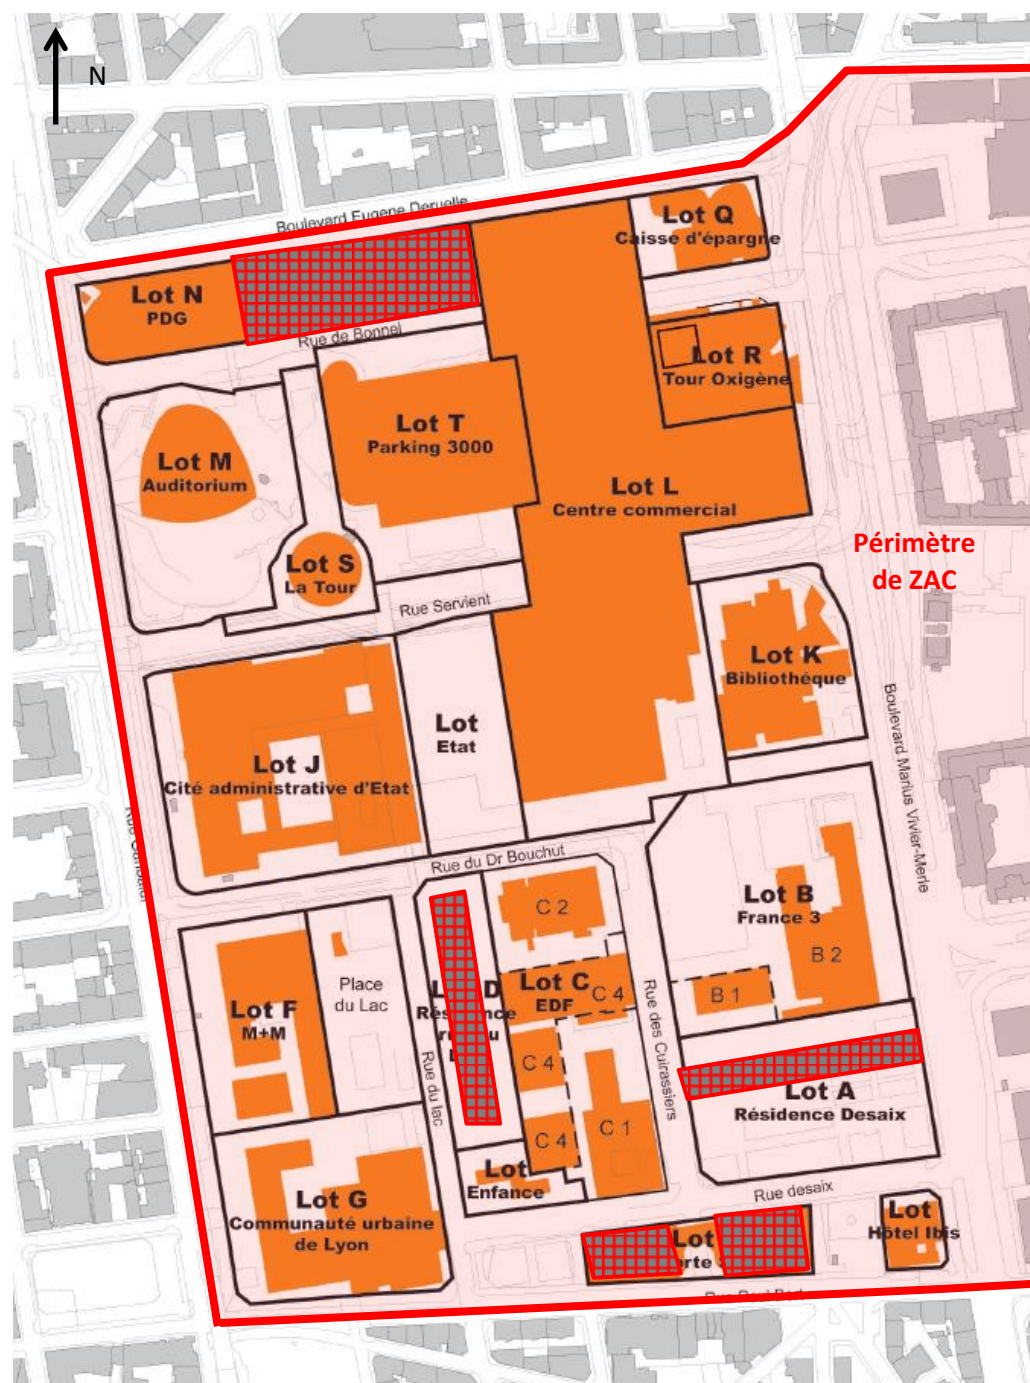 N
Boulevard Eugène Deruelle
Lot Q
Caisse d'épargne
Lot N
PDG
Rue de Bonnel
Lot R
Tour Oxigène
Lot T
Parking 3000
Lot M
Auditorium
Lot L
Centre commercial
Périmètre
de ZAC
Lot S
La Tour
Rue Servient
Lot K
Bibliothéque
Lot
Etat
Lot J
Cité administrative d'Etat
Boulevard Marius Vivier-Merle
Rue Garibaldi
Rue du Dr Bouchut
Lot B
France 3
C 2
B 2
Place
du Lac
D
Lot C
EDF
C 4
B 1
Lot F
M+M
Rue des Cuirassiers
Rue du lac
C 4
Lot A
Résidence Desaix
C 4
C 1
Lot
Enfance
Rue desaix
Lot G
Communauté urbaine
de Lyon
Lot
Lot
Hôtel Ibis